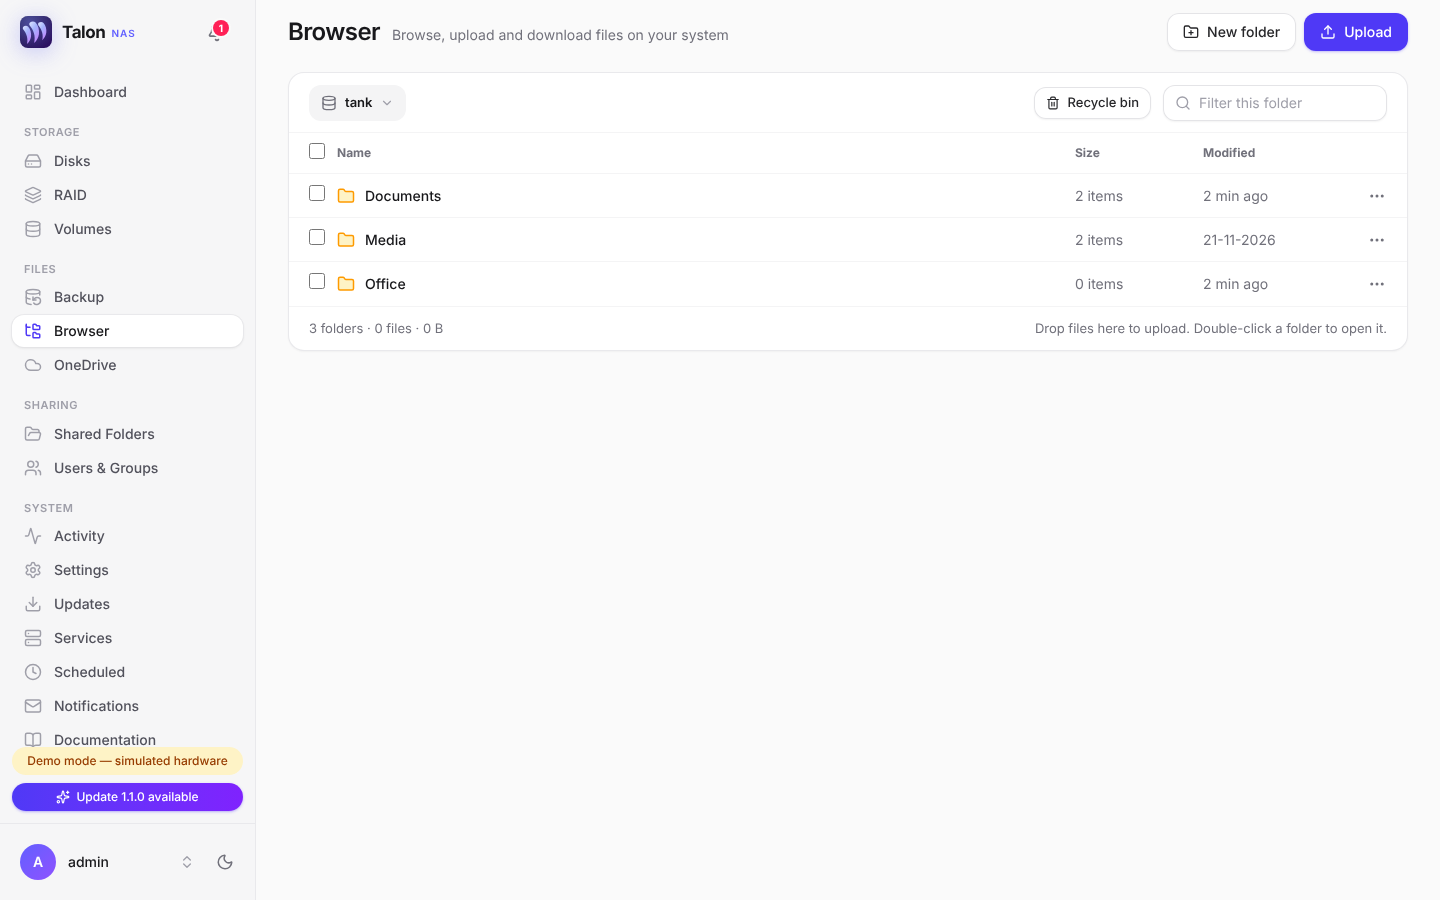 Talon NAS
1
Dashboard
STORAGE
Disks
RAID
Volumes
FILES
Backup
Browser
OneDrive
SHARING
Shared Folders
Users & Groups
SYSTEM
Activity
Settings
Updates
Services
Scheduled
Notifications
Documentation
Demo mode — simulated hardware
Update 1.1.0 available
A admin
Browser Browse, upload and download files on your system
New folder Upload
tank Recycle bin Filter this folder
Name Size Modified
Documents 2 items 2 min ago
Media 2 items 21-11-2026
Office 0 items 2 min ago
3 folders · 0 files · 0 B Drop files here to upload. Double-click a folder to open it.